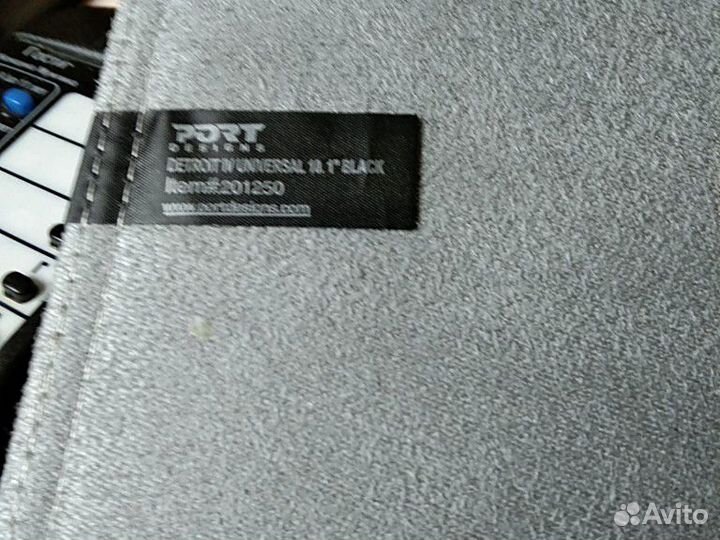 PORT
DESIGNS
DETROIT IV UNIVERSAL 10.1" BLACK
Item#:201250
www.portdesigns.com
Avito